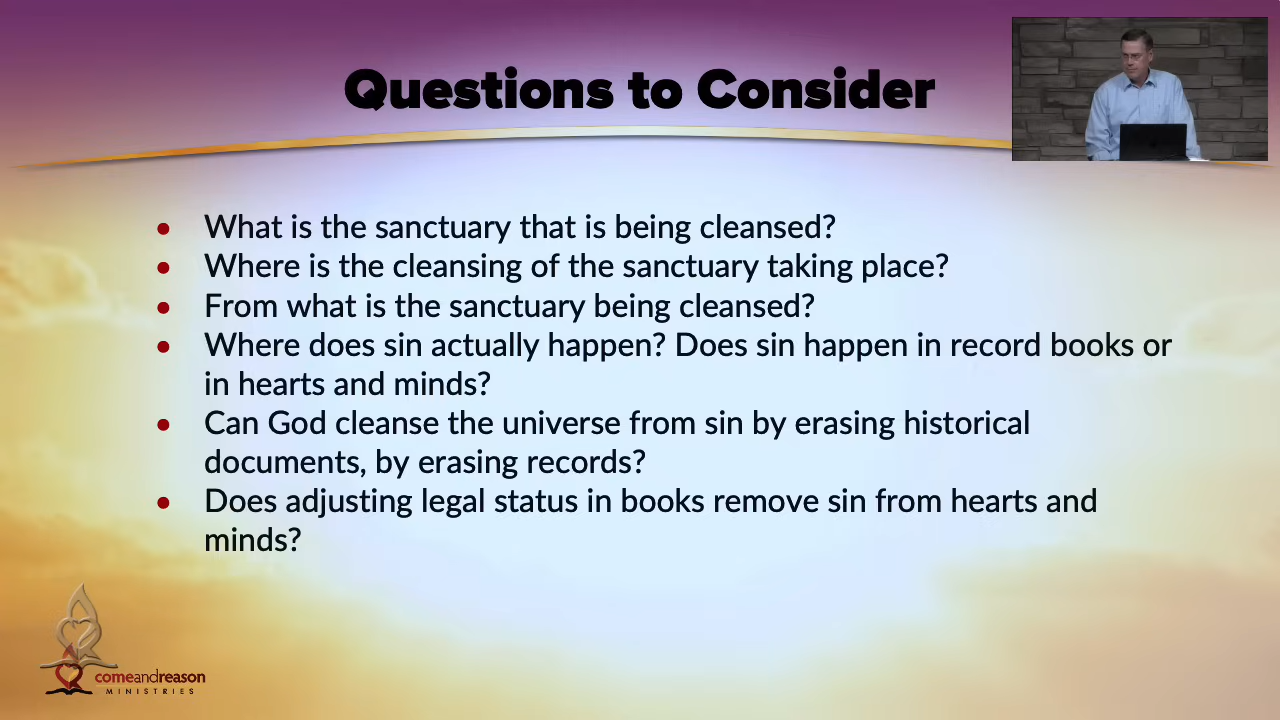 Questions to Consider
• What is the sanctuary that is being cleansed?
• Where is the cleansing of the sanctuary taking place?
• From what is the sanctuary being cleansed?
• Where does sin actually happen? Does sin happen in record books or
in hearts and minds?
• Can God cleanse the universe from sin by erasing historical
documents, by erasing records?
• Does adjusting legal status in books remove sin from hearts and
minds?
comeandreason
MINISTRIES